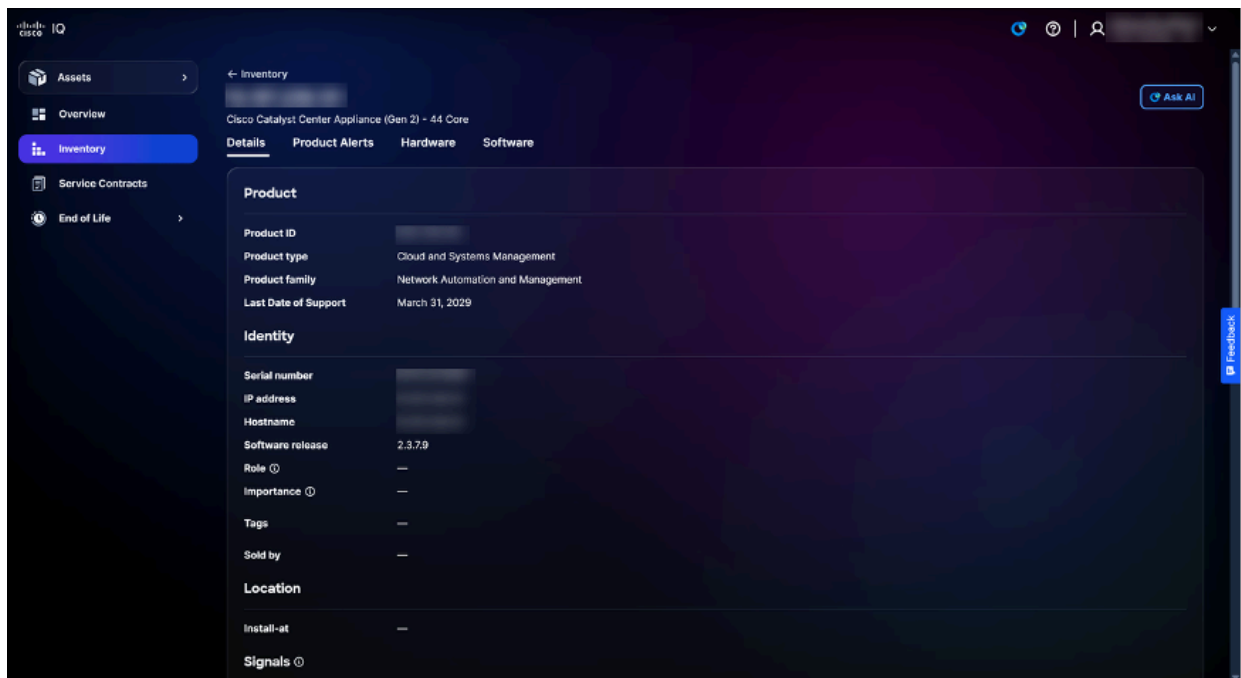 cisco IQ
Assets
Overview
Inventory
Service Contracts
End of Life
← Inventory
Ask AI
Cisco Catalyst Center Appliance (Gen 2) - 44 Core
Details Product Alerts Hardware Software
Product
Product ID
Product type Cloud and Systems Management
Product family Network Automation and Management
Last Date of Support March 31, 2029
Identity
Serial number
IP address
Hostname
Software release 2.3.7.9
Role —
Importance —
Tags —
Sold by —
Location
Install-at —
Signals
Feedback